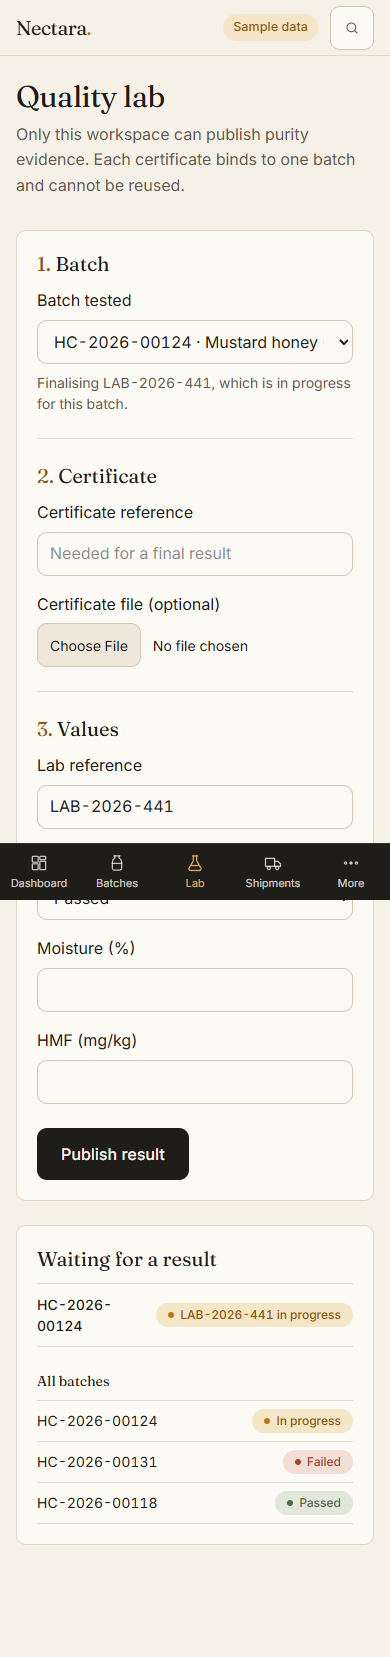 Nectara.
Sample data
Quality lab
Only this workspace can publish purity
evidence. Each certificate binds to one batch
and cannot be reused.
1. Batch
Batch tested
HC-2026-00124 · Mustard honey
Finalising LAB-2026-441, which is in progress
for this batch.
2. Certificate
Certificate reference
Needed for a final result
Certificate file (optional)
Choose File No file chosen
3. Values
Lab reference
LAB-2026-441
Dashboard Batches Lab Shipments More
Passed
Moisture (%)
HMF (mg/kg)
Publish result
Waiting for a result
HC-2026-
00124
LAB-2026-441 in progress
All batches
HC-2026-00124 In progress
HC-2026-00131 Failed
HC-2026-00118 Passed